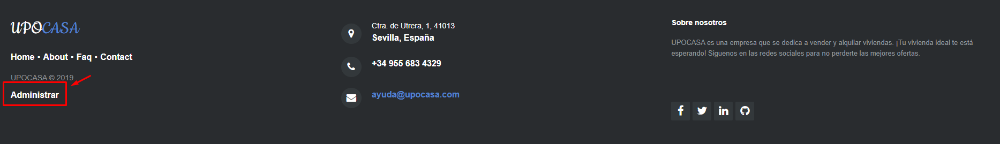 UPOCASA
Home · About · Faq · Contact
UPOCASA © 2019
Administrar
Ctra. de Utrera, 1, 41013
Sevilla, España
+34 955 683 4329
ayuda@upocasa.com
Sobre nosotros
UPOCASA es una empresa que se dedica a vender y alquilar viviendas. ¡Tu vivienda ideal te está
esperando! Siguenos en las redes sociales para no perderte las mejores ofertas.